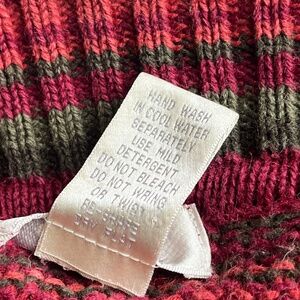 HAND WASH
IN COOL WATER
SEPARATELY
USE MILD
DETERGENT
DO NOT BLEACH
DO NOT WRING
OR TWIST
RE-SHAPE